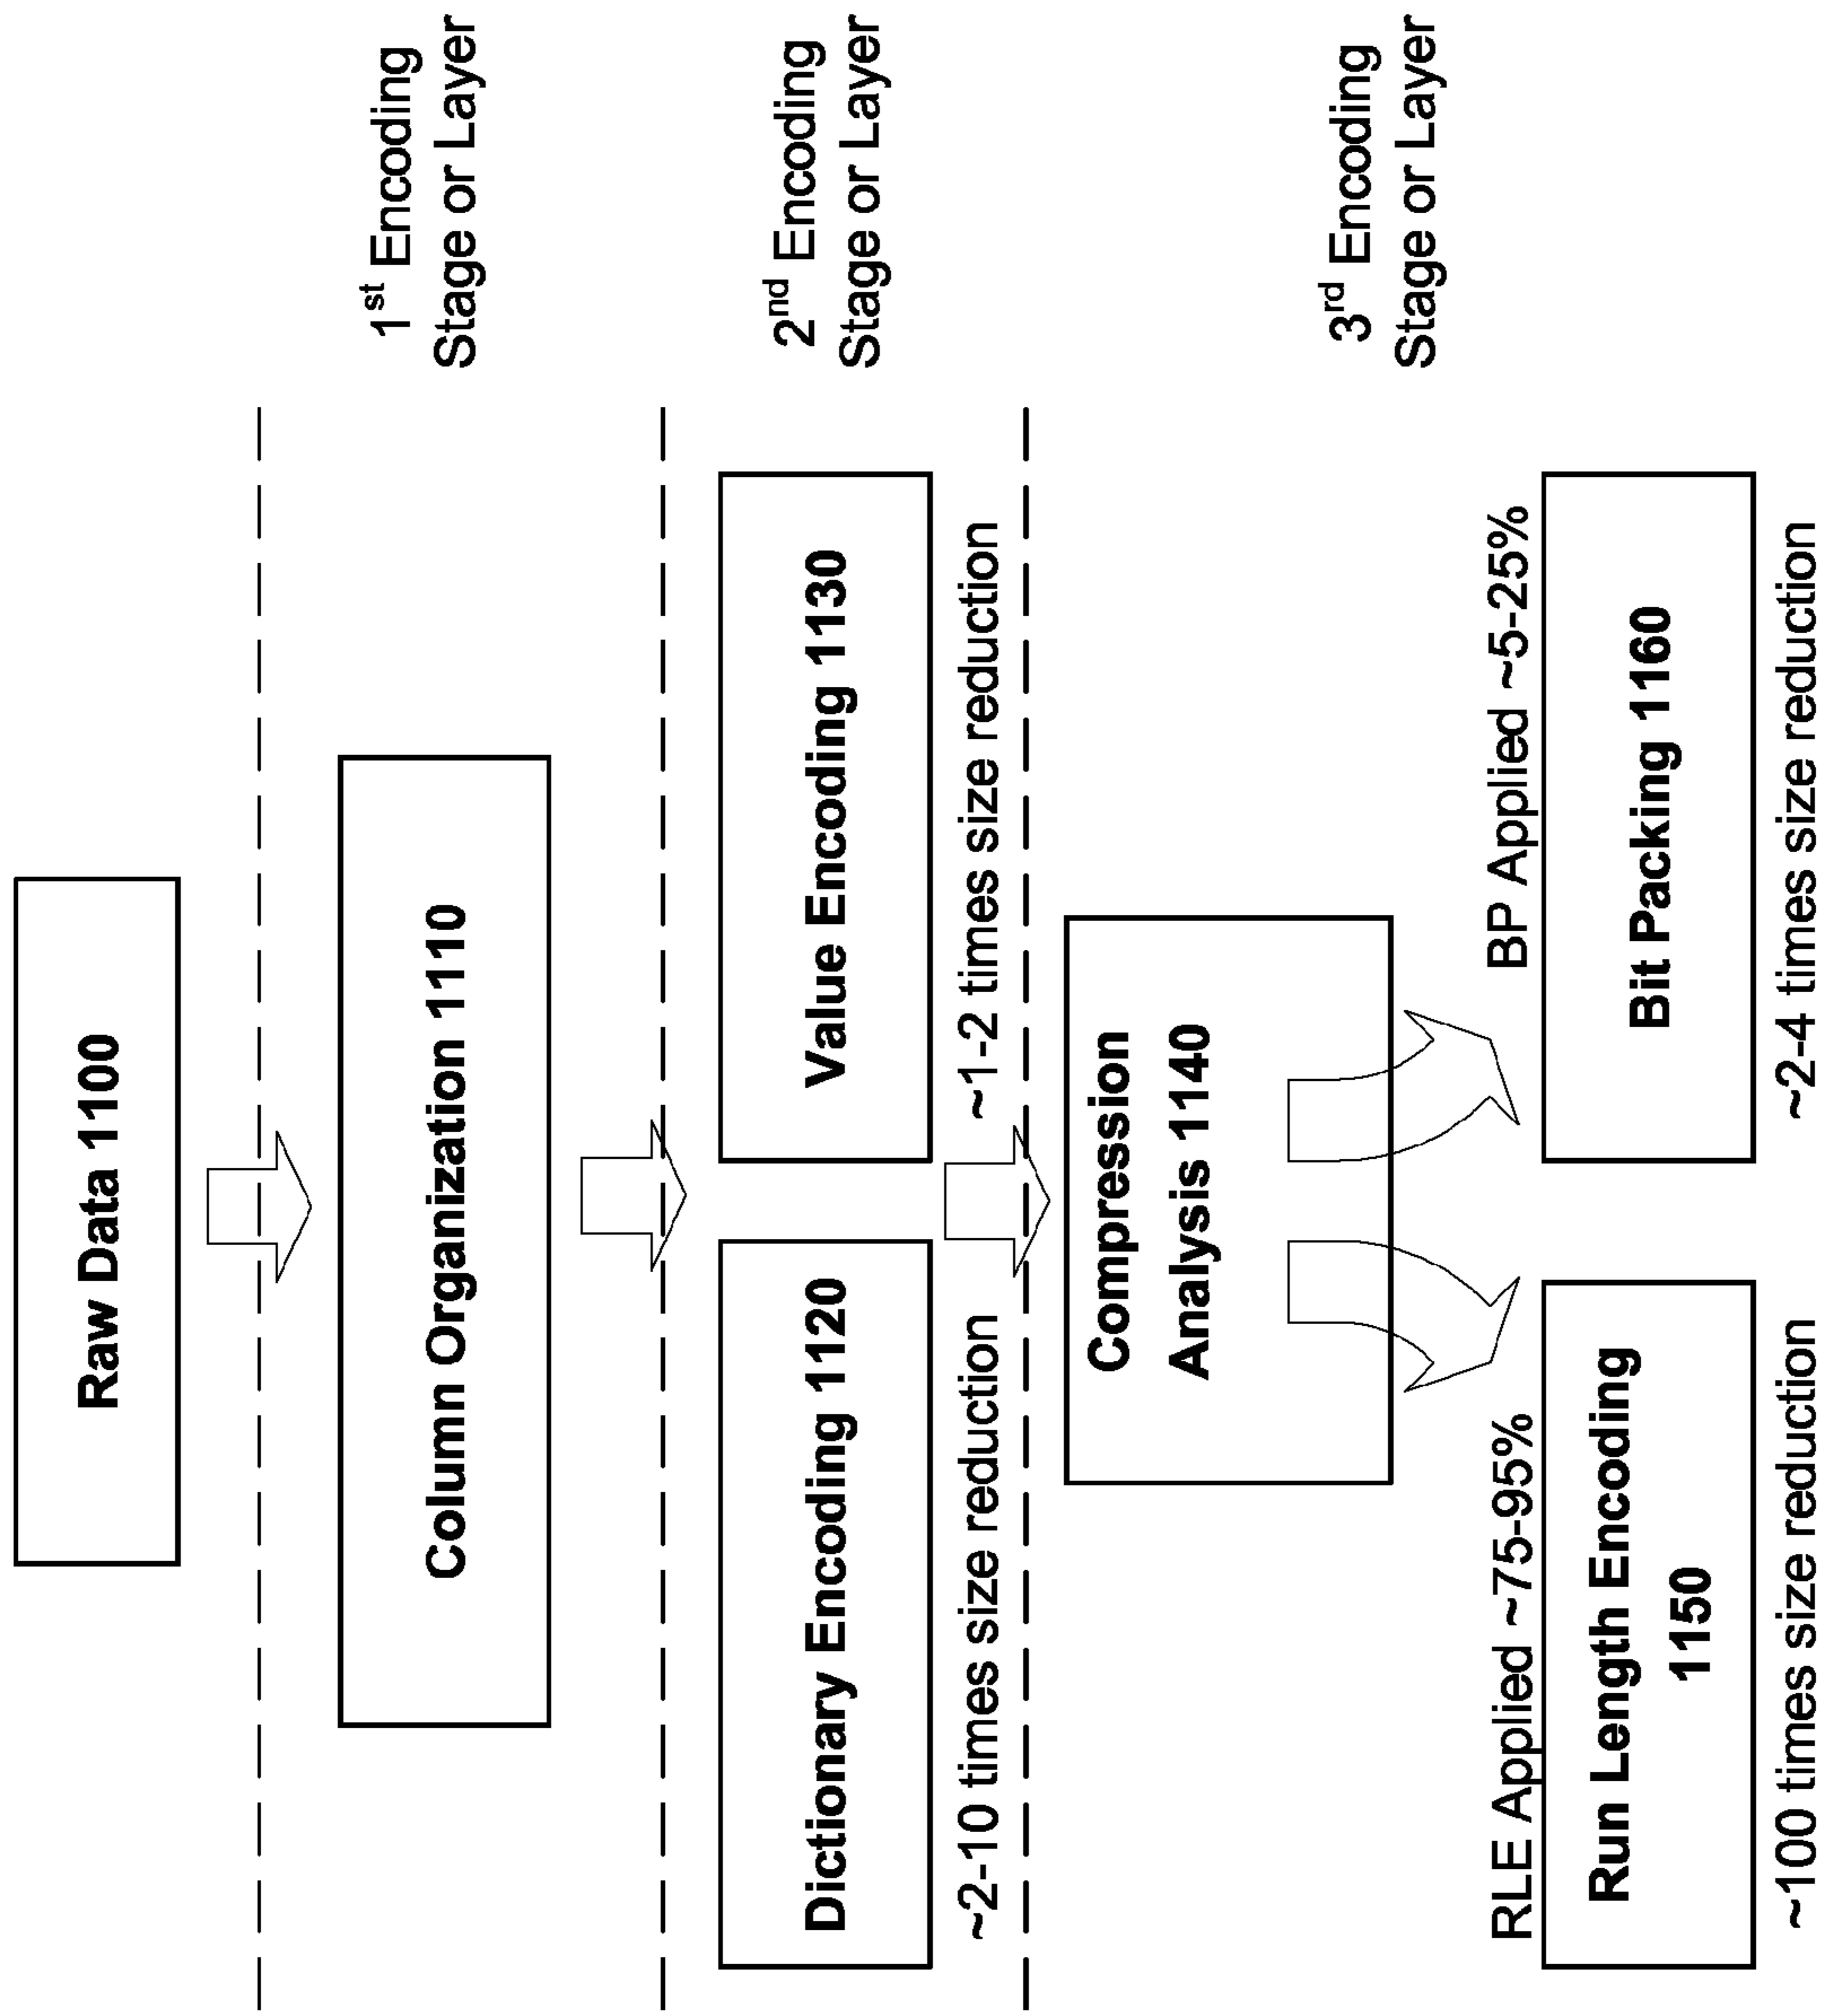 Raw Data 1100
1st Encoding
Stage or Layer
Column Organization 1110
2nd Encoding
Stage or Layer
Dictionary Encoding 1120
Value Encoding 1130
~2-10 times size reduction
~1-2 times size reduction
3rd Encoding
Stage or Layer
Compression
Analysis 1140
RLE Applied ~75-95%
BP Applied ~5-25%
Run Length Encoding
1150
Bit Packing 1160
~100 times size reduction
~2-4 times size reduction